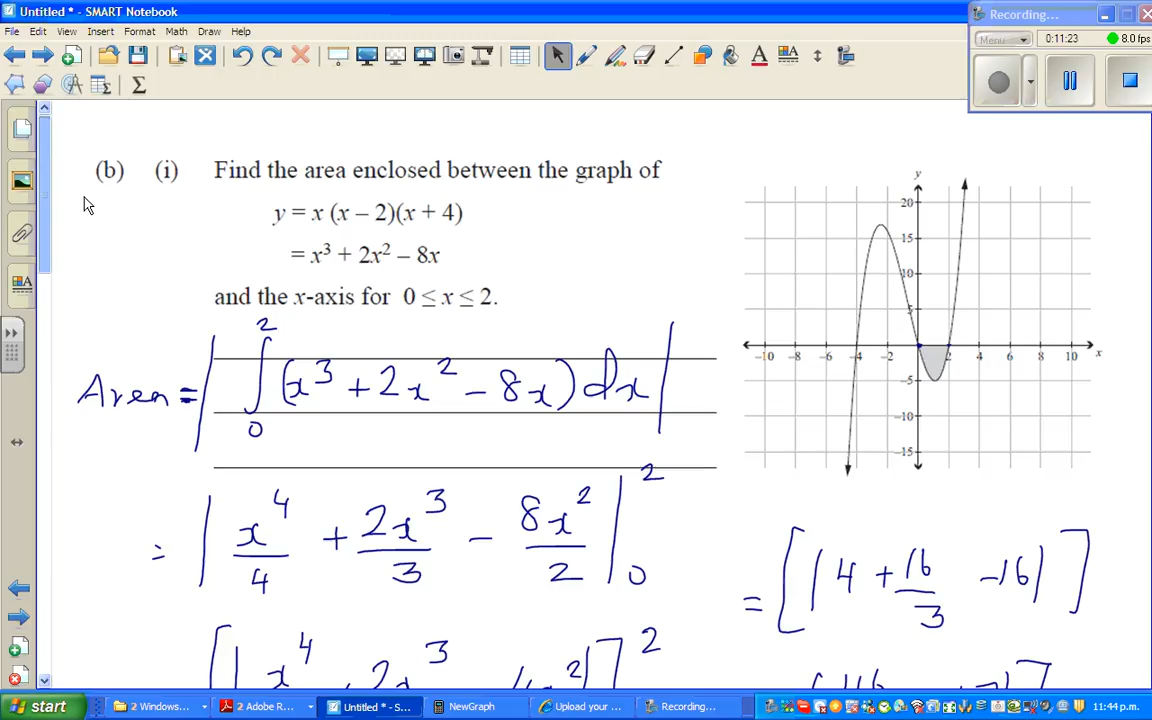 Untitled * - SMART Notebook
Recording...
File Edit View Insert Format Math Draw Help
Menu
0:11:23
8.0 fps
(b) (i) Find the area enclosed between the graph of
y = x (x – 2)(x + 4)
= x³ + 2x² – 8x
and the x-axis for 0 ≤ x ≤ 2.
y
20
15
10
5
-10 -8 -6 -4 -2 2 4 6 8 10 x
-5
-10
-15
Area = | ∫₀² (x³ + 2x² - 8x) dx |
= | x⁴/4 + 2x³/3 - 8x²/2 |₀²
= [ | 4 + 16/3 - 16 | ]
start
2 Windows...
2 Adobe R...
Untitled * - S...
NewGraph
Upload your ...
Recording...
11:44 p.m.